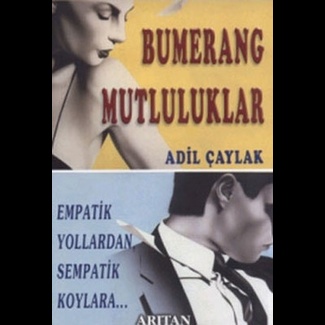 BUMERANG
MUTLULUKLAR
ADİL ÇAYLAK
EMPATİK
YOLLARDAN,
SEMPATİK
KOYLARA...
ARITAN